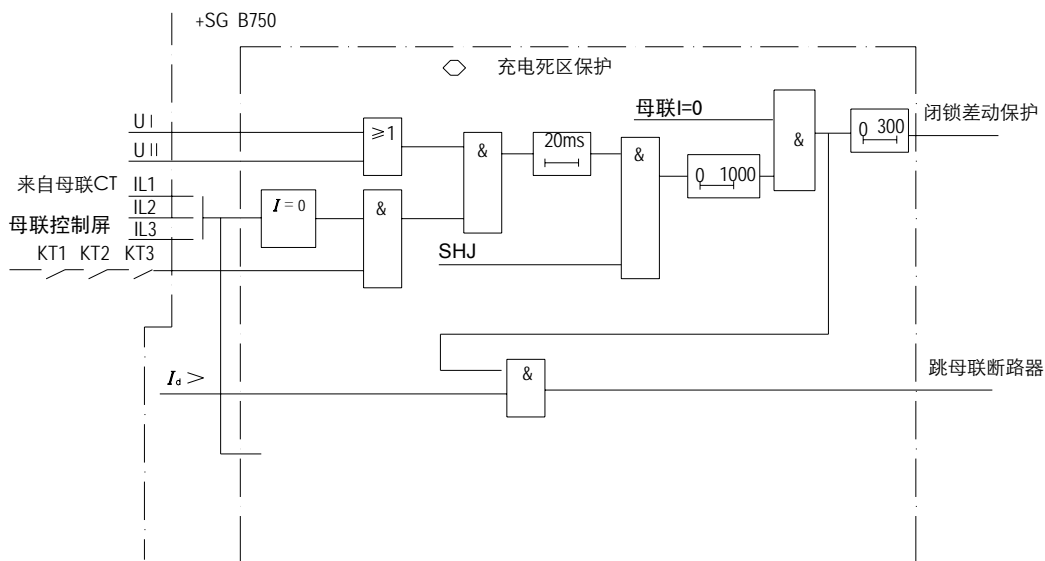 +SG B750
充电死区保护
母联I=0
闭锁差动保护
0 300
&
UⅠ
≥1
UⅡ
&
20ms
&
0 1000
来自母联CT
IL1
IL2
IL3
I = 0
&
母联控制屏
KT1 KT2 KT3
SHJ
Id >
&
跳母联断路器